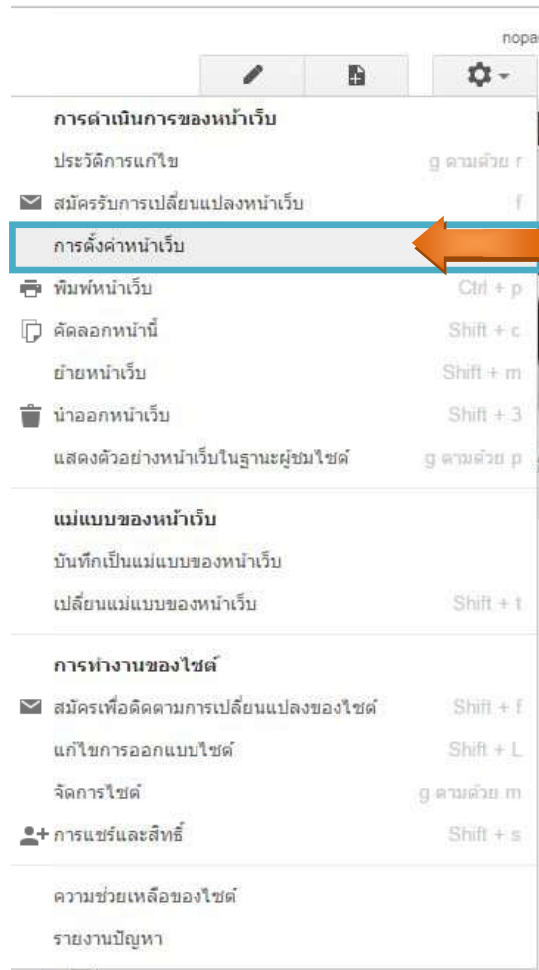 nopa
การดำเนินการของหน้าเว็บ
ประวัติการแก้ไข g ตามด้วย r
สมัครรับการเปลี่ยนแปลงหน้าเว็บ f
การตั้งค่าหน้าเว็บ
พิมพ์หน้าเว็บ Ctrl + p
คัดลอกหน้านี้ Shift + c
ย้ายหน้าเว็บ Shift + m
นำออกหน้าเว็บ Shift + 3
แสดงตัวอย่างหน้าเว็บในฐานะผู้ชมไซต์ g ตามด้วย p
แม่แบบของหน้าเว็บ
บันทึกเป็นแม่แบบของหน้าเว็บ
เปลี่ยนแม่แบบของหน้าเว็บ Shift + t
การทำงานของไซต์
สมัครเพื่อติดตามการเปลี่ยนแปลงของไซต์ Shift + f
แก้ไขการออกแบบไซต์ Shift + L
จัดการไซต์ g ตามด้วย m
การแชร์และสิทธิ์ Shift + s
ความช่วยเหลือของไซต์
รายงานปัญหา